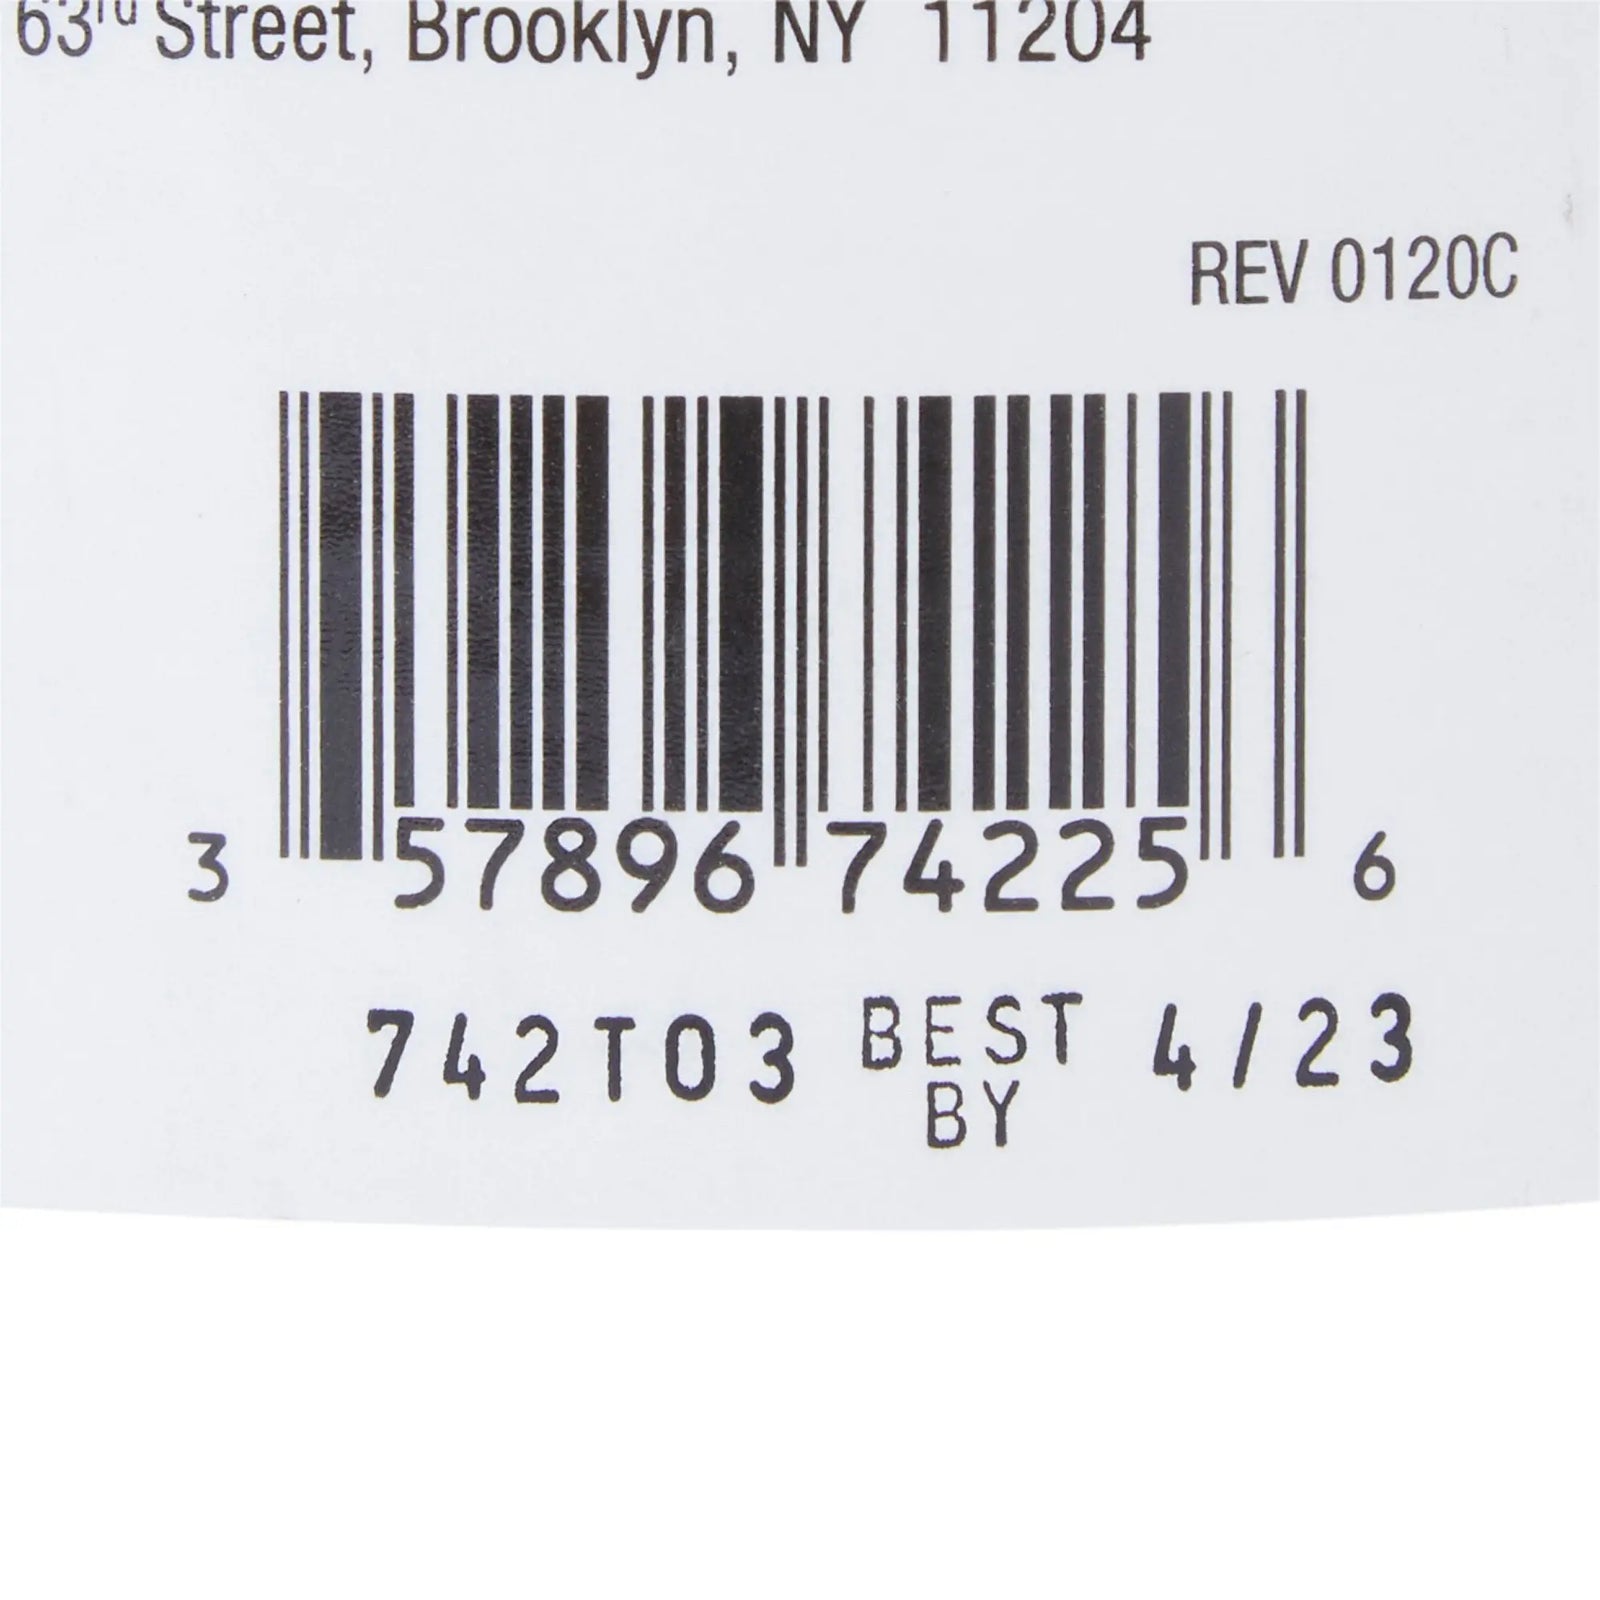 63rd Street, Brooklyn, NY 11204
REV 0120C
3 57896 74225 6
742T03 BEST BY 4/23